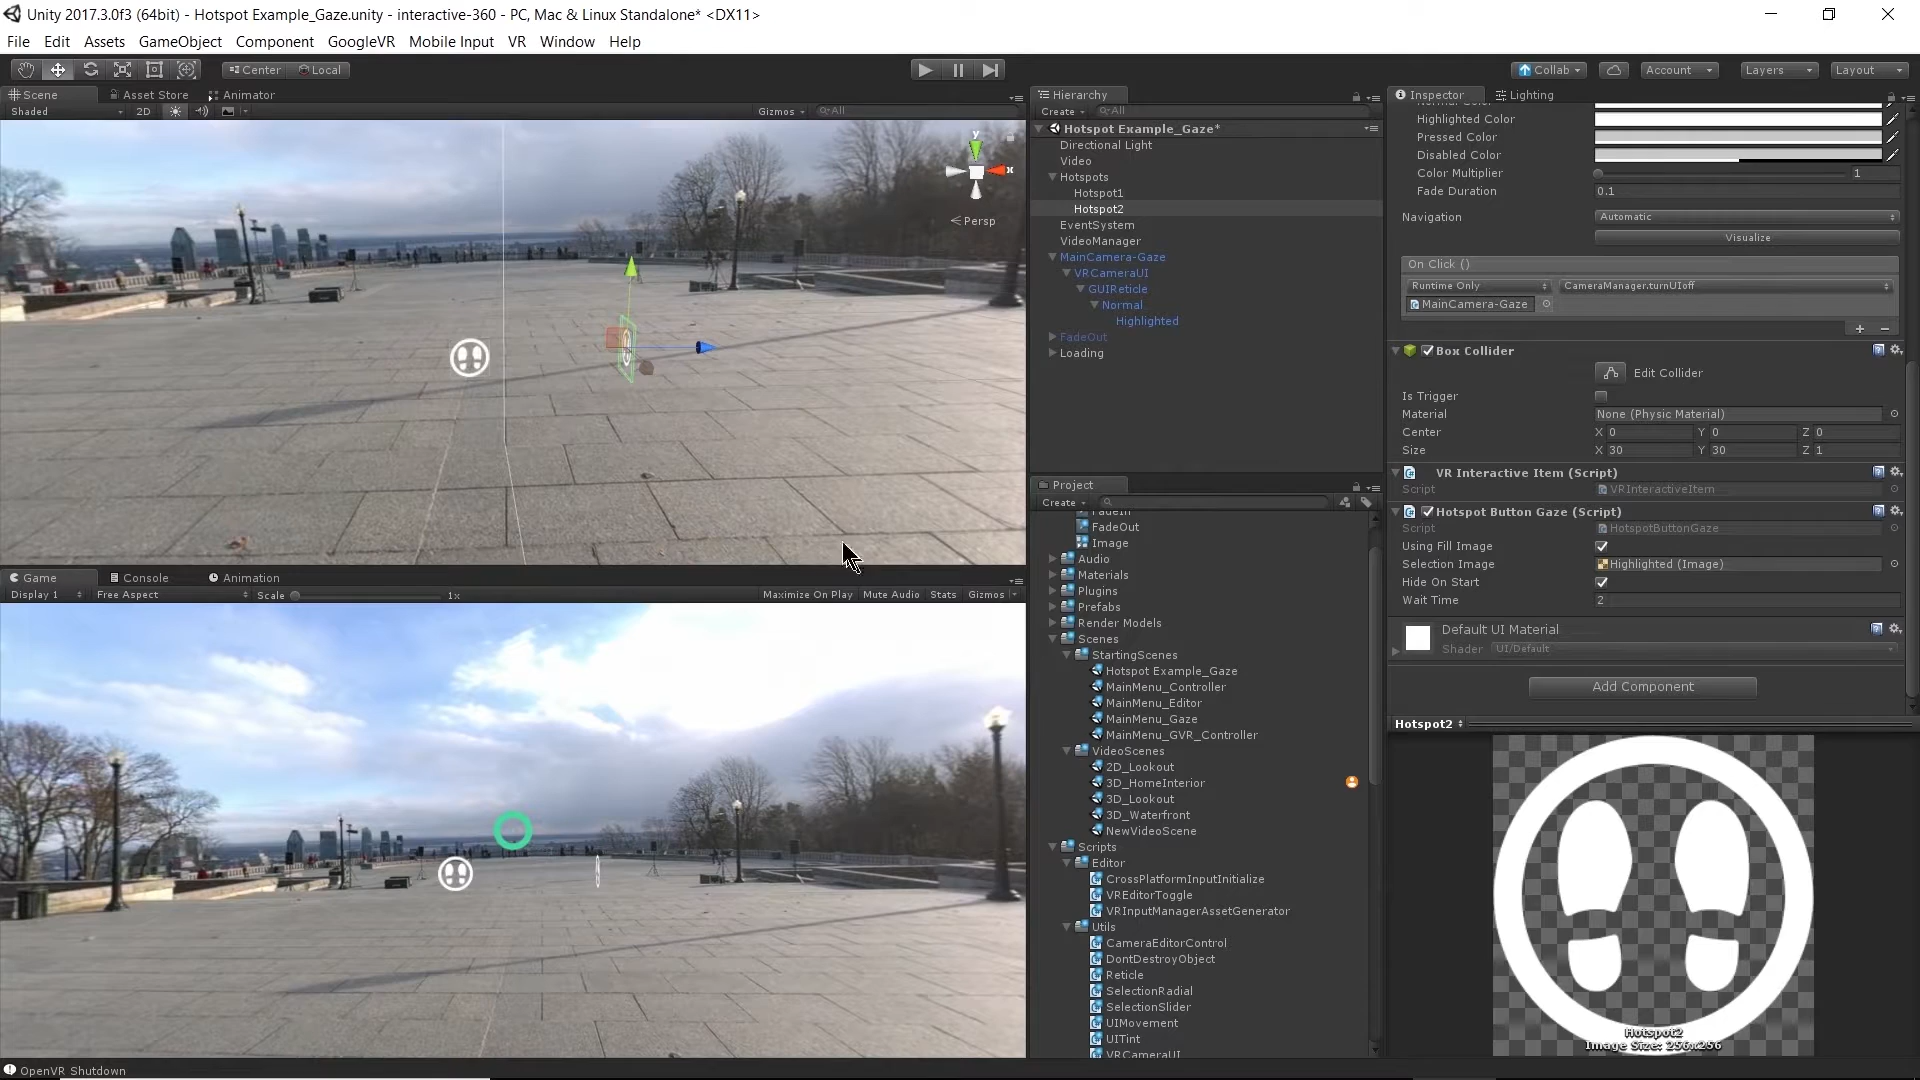 Unity 2017.3.0f3 (64bit) - Hotspot Example_Gaze.unity - interactive-360 - PC, Mac & Linux Standalone* <DX11>
File Edit Assets GameObject Component GoogleVR Mobile Input VR Window Help
Center Local Collab Account Layers Layout
Scene Asset Store Animator
Shaded 2D Gizmos All
y
x
Persp
Game Console Animation
Display 1 Free Aspect Scale 1x Maximize On Play Mute Audio Stats Gizmos
OpenVR Shutdown
Hierarchy
Create All
Hotspot Example_Gaze*
Directional Light
Video
Hotspots
Hotspot1
Hotspot2
EventSystem
VideoManager
MainCamera-Gaze
VRCameraUI
GUIReticle
Normal
Highlighted
FadeOut
Loading
Project
Create
FadeIn
FadeOut
Image
Audio
Materials
Plugins
Prefabs
Render Models
Scenes
StartingScenes
Hotspot Example_Gaze
MainMenu_Controller
MainMenu_Editor
MainMenu_Gaze
MainMenu_GVR_Controller
VideoScenes
2D_Lookout
3D_HomeInterior
3D_Lookout
3D_Waterfront
NewVideoScene
Scripts
Editor
CrossPlatformInputInitialize
VREditorToggle
VRInputManagerAssetGenerator
Utils
CameraEditorControl
DontDestroyObject
Reticle
SelectionRadial
SelectionSlider
UIMovement
UITint
VRCameraUI
Inspector Lighting
Normal Color
Highlighted Color
Pressed Color
Disabled Color
Color Multiplier 1
Fade Duration 0.1
Navigation Automatic
Visualize
On Click ()
Runtime Only CameraManager.turnUIoff
MainCamera-Gaze
+ −
Box Collider
Edit Collider
Is Trigger
Material None (Physic Material)
Center X 0 Y 0 Z 0
Size X 30 Y 30 Z 1
VR Interactive Item (Script)
Script VRInteractiveItem
Hotspot Button Gaze (Script)
Script HotspotButtonGaze
Using Fill Image
Selection Image Highlighted (Image)
Hide On Start
Wait Time 2
Default UI Material
Shader UI/Default
Add Component
Hotspot2
Hotspot2
Image Size: 256x256